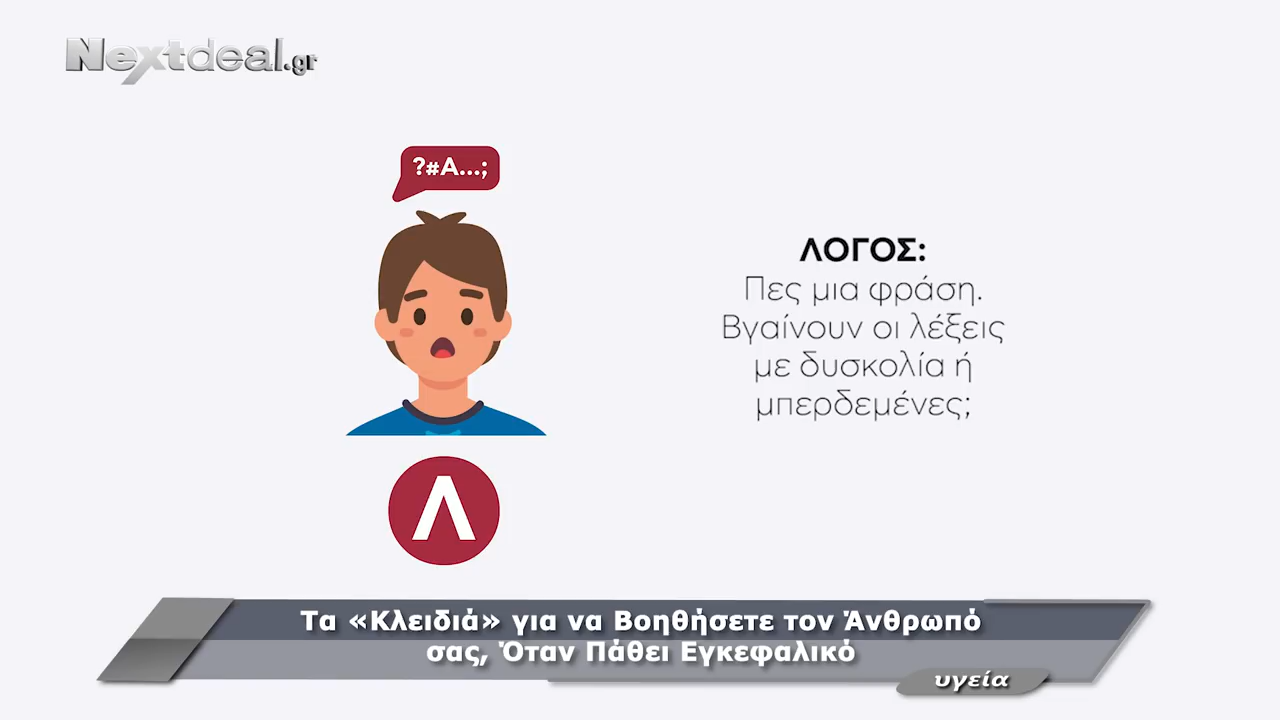 Nextdeal.gr
?#A...;
ΛΟΓΟΣ:
Πες μια φράση.
Βγαίνουν οι λέξεις
με δυσκολία ή
μπερδεμένες;
Λ
Τα «Κλειδιά» για να Βοηθήσετε τον Άνθρωπό
σας, Όταν Πάθει Εγκεφαλικό
υγεία